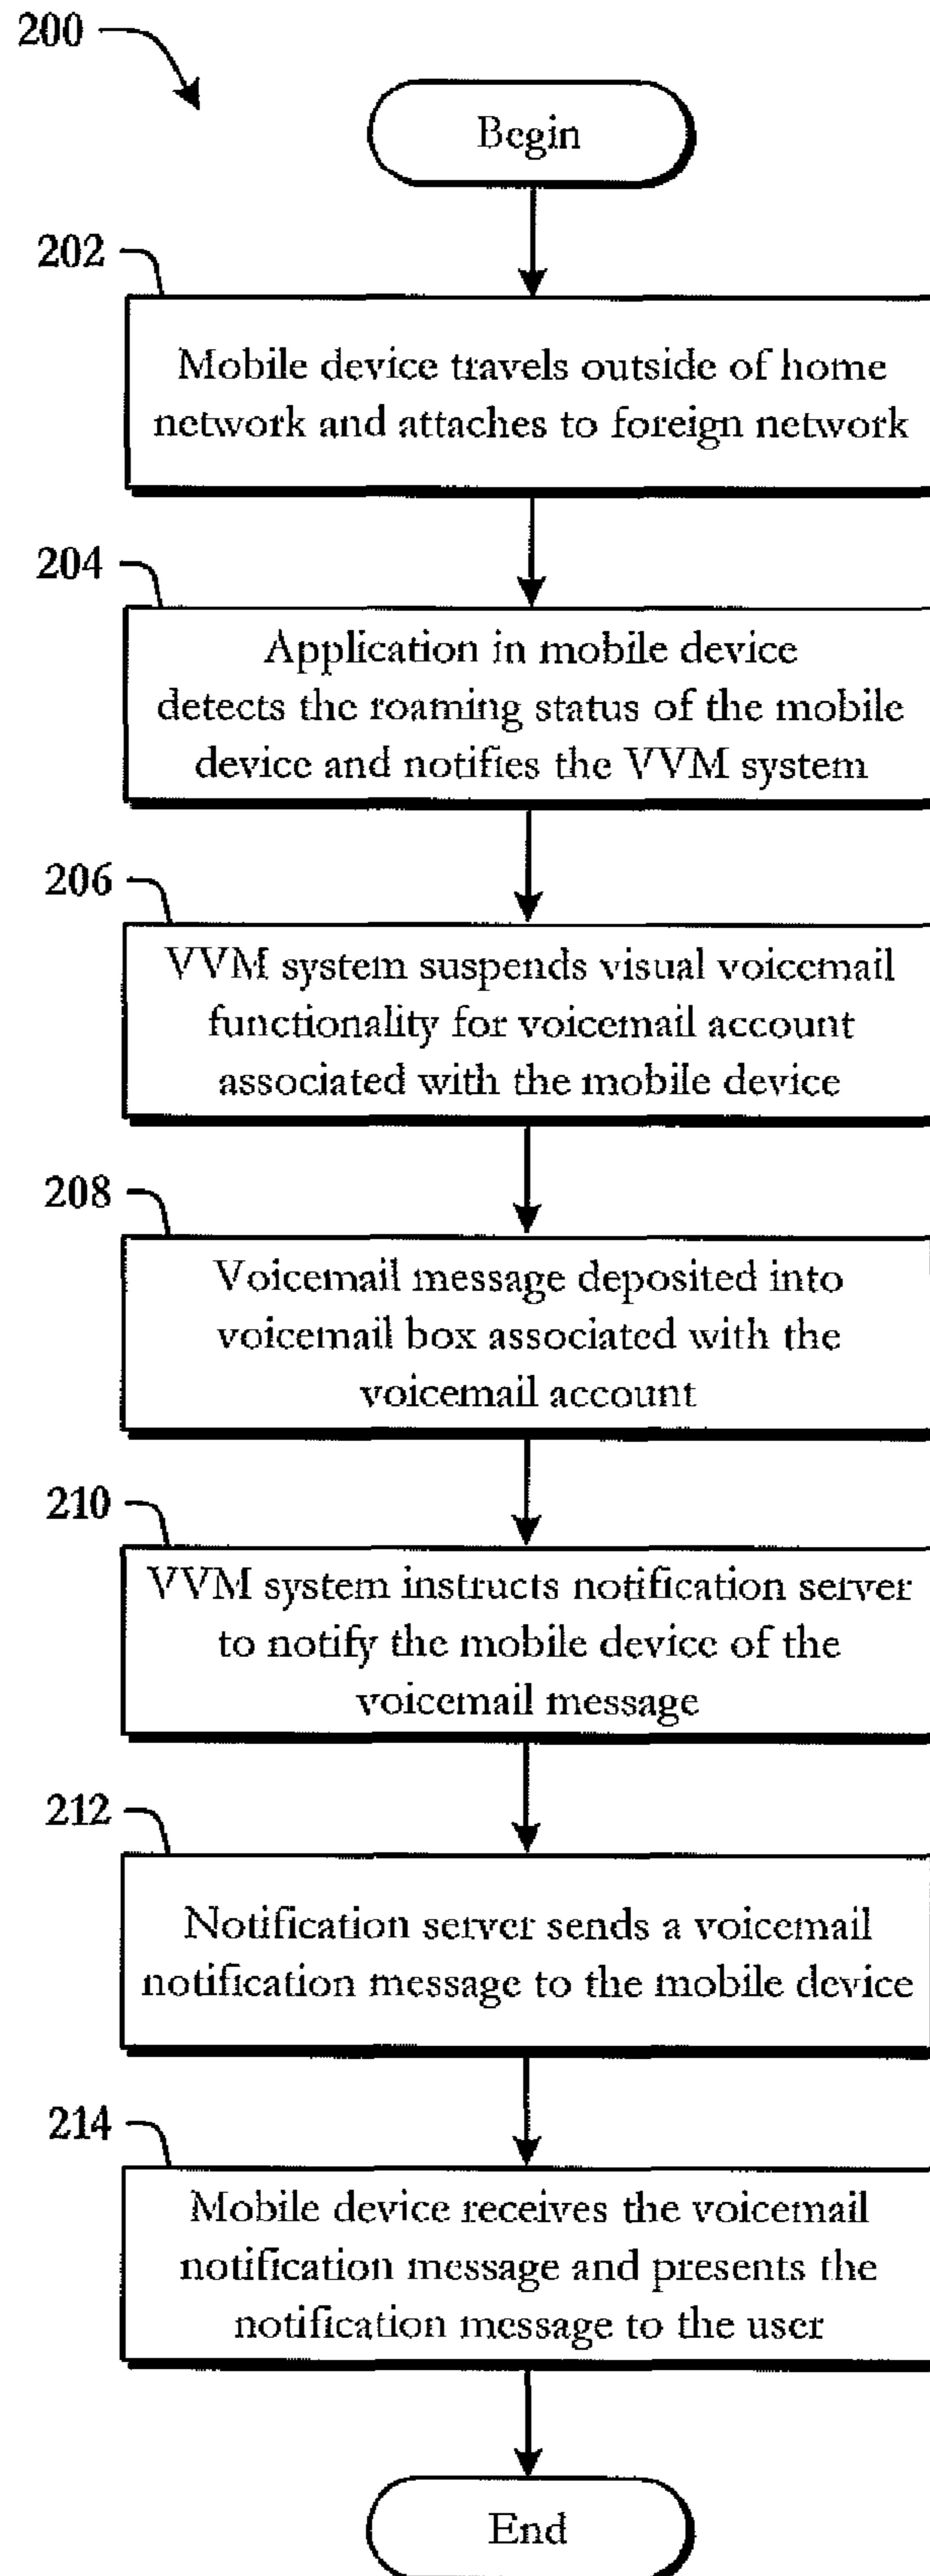 200
Begin
202
Mobile device travels outside of home
network and attaches to foreign network
204
Application in mobile device
detects the roaming status of the mobile
device and notifies the VVM system
206
VVM system suspends visual voicemail
functionality for voicemail account
associated with the mobile device
208
Voicemail message deposited into
voicemail box associated with the
voicemail account
210
VVM system instructs notification server
to notify the mobile device of the
voicemail message
212
Notification server sends a voicemail
notification message to the mobile device
214
Mobile device receives the voicemail
notification message and presents the
notification message to the user
End